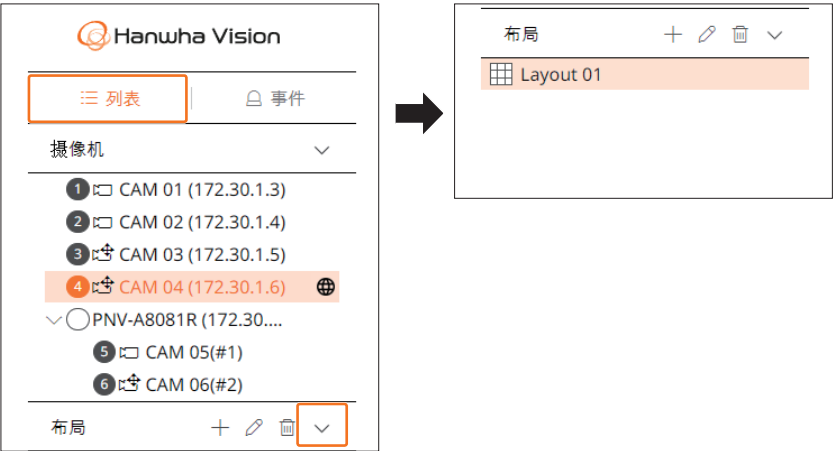 Hanwha Vision
列表
事件
摄像机
1 CAM 01 (172.30.1.3)
2 CAM 02 (172.30.1.4)
3 CAM 03 (172.30.1.5)
4 CAM 04 (172.30.1.6)
PNV-A8081R (172.30....
5 CAM 05(#1)
6 CAM 06(#2)
布局
布局
Layout 01